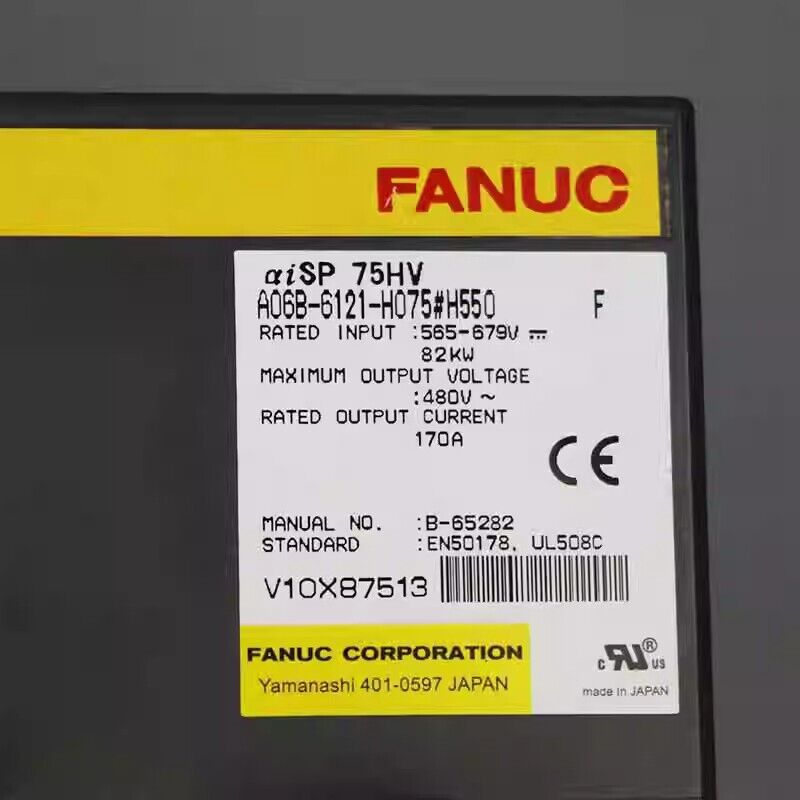 FANUC
αiSP 75HV
A06B-6121-H075#H550 F
RATED INPUT :565-679V ⎓
82KW
MAXIMUM OUTPUT VOLTAGE
:480V ~
RATED OUTPUT CURRENT
170A
CE
MANUAL NO. :B-65282
STANDARD :EN50178, UL508C
V10X87513
FANUC CORPORATION
Yamanashi 401-0597 JAPAN
c RU® US
made in JAPAN